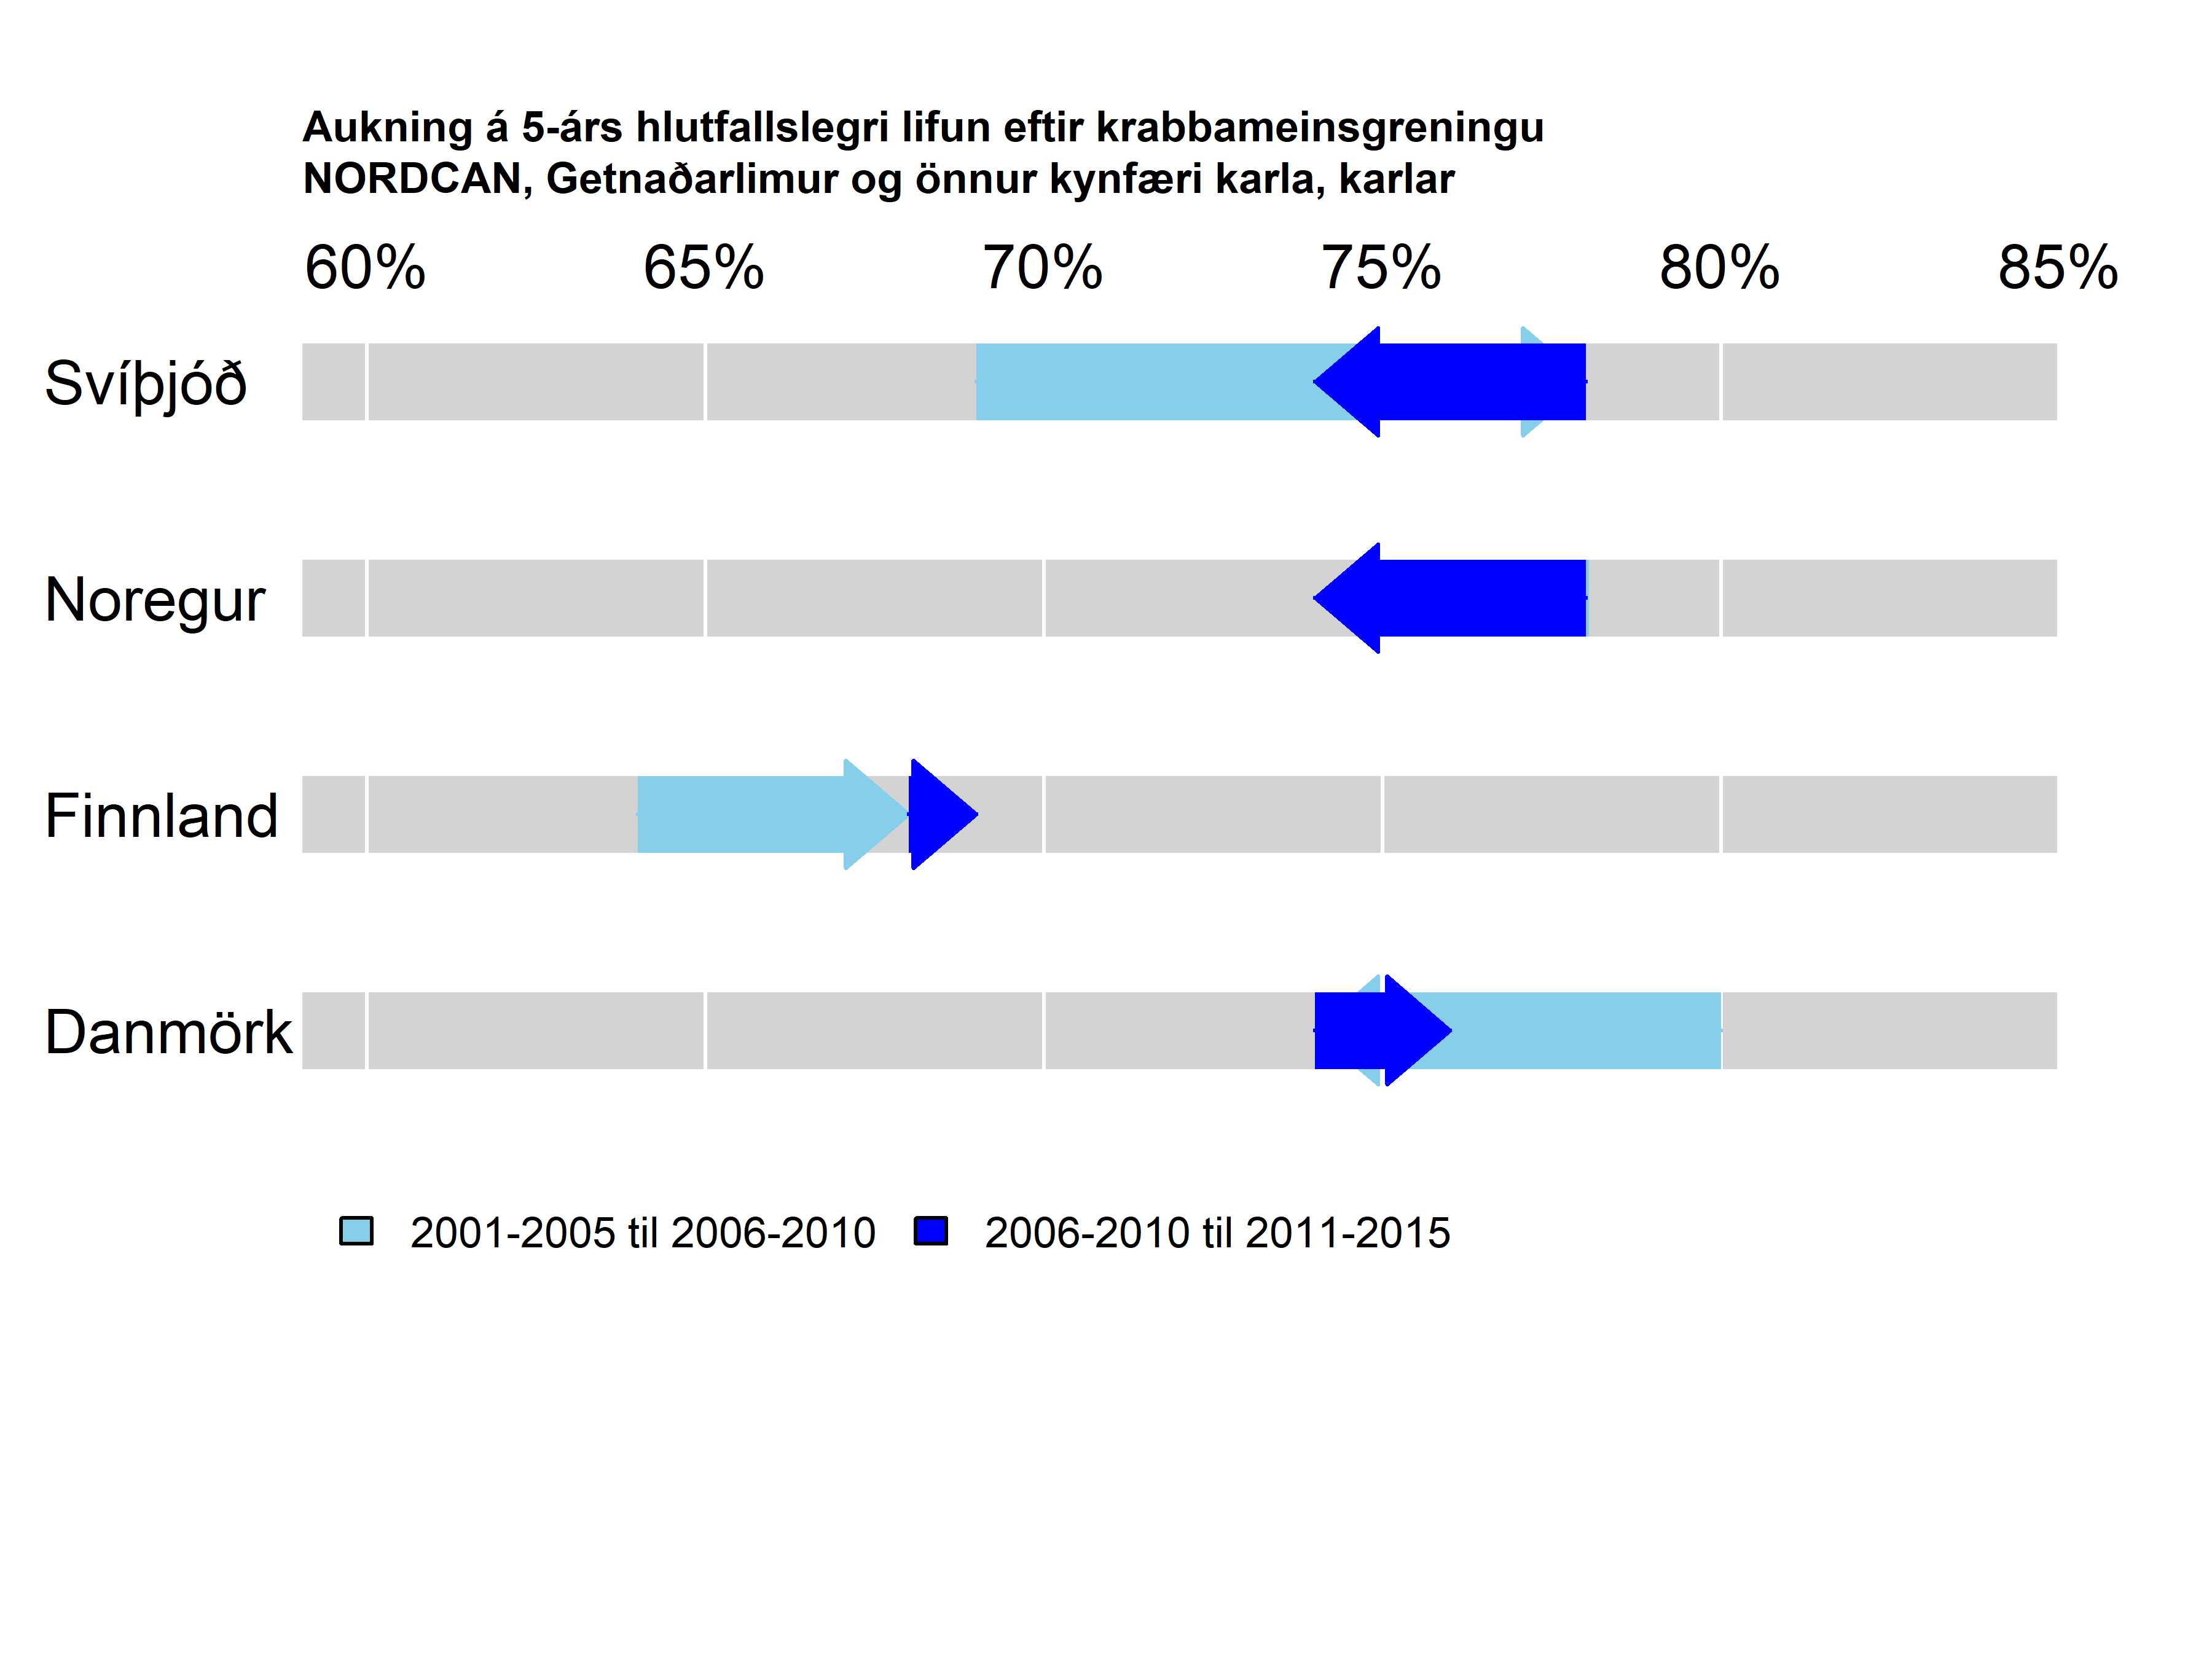 Aukning á 5-árs hlutfallslegri lifun eftir krabbameinsgreningu
NORDCAN, Getnaðarlimur og önnur kynfæri karla, karlar
60% 65% 70% 75% 80% 85%
Svíþjóð
Noregur
Finnland
Danmörk
2001-2005 til 2006-2010 2006-2010 til 2011-2015